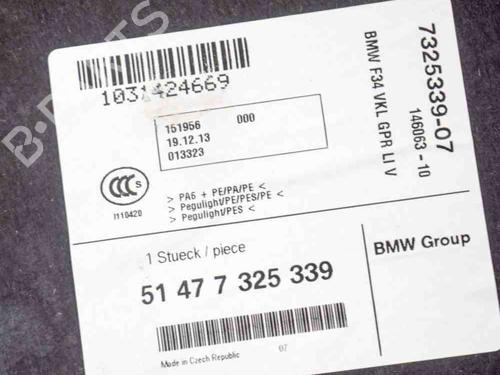 1031424669
151956 000
19.12.13
013323
CCC S
I110420
> PA6 + PE/PA/PE <
> Pegulight/PE/PES/PE <
> Pegulight/PES <
BMW F34 VKL GPR LI V
146063-10
7325339-07
1 Stueck / piece
51 47 7 325 339
Made in Czech Republic 07
BMW Group
B-PARTS